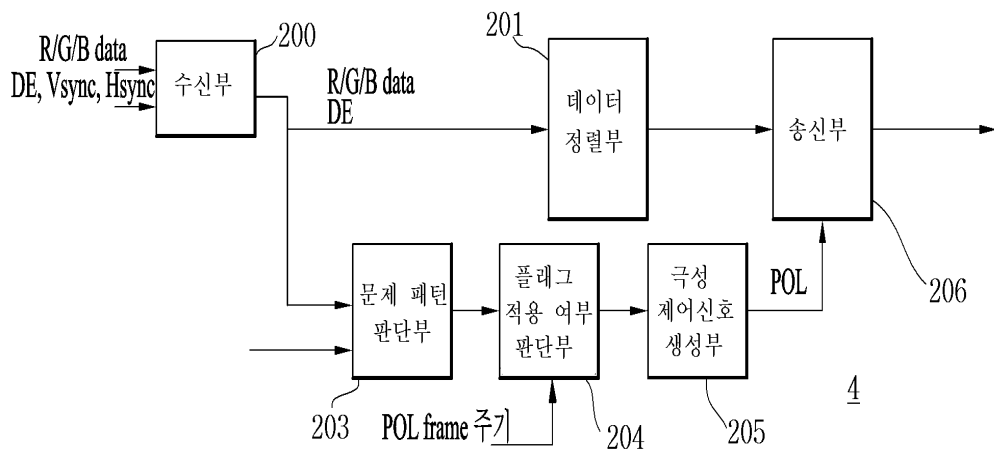 R/G/B data
DE, Vsync, Hsync
수신부
200
R/G/B data
DE
201
데이터
정렬부
송신부
206
문제 패턴
판단부
203
플래그
적용 여부
판단부
204
POL frame 주기
극성
제어신호
생성부
205
POL
4